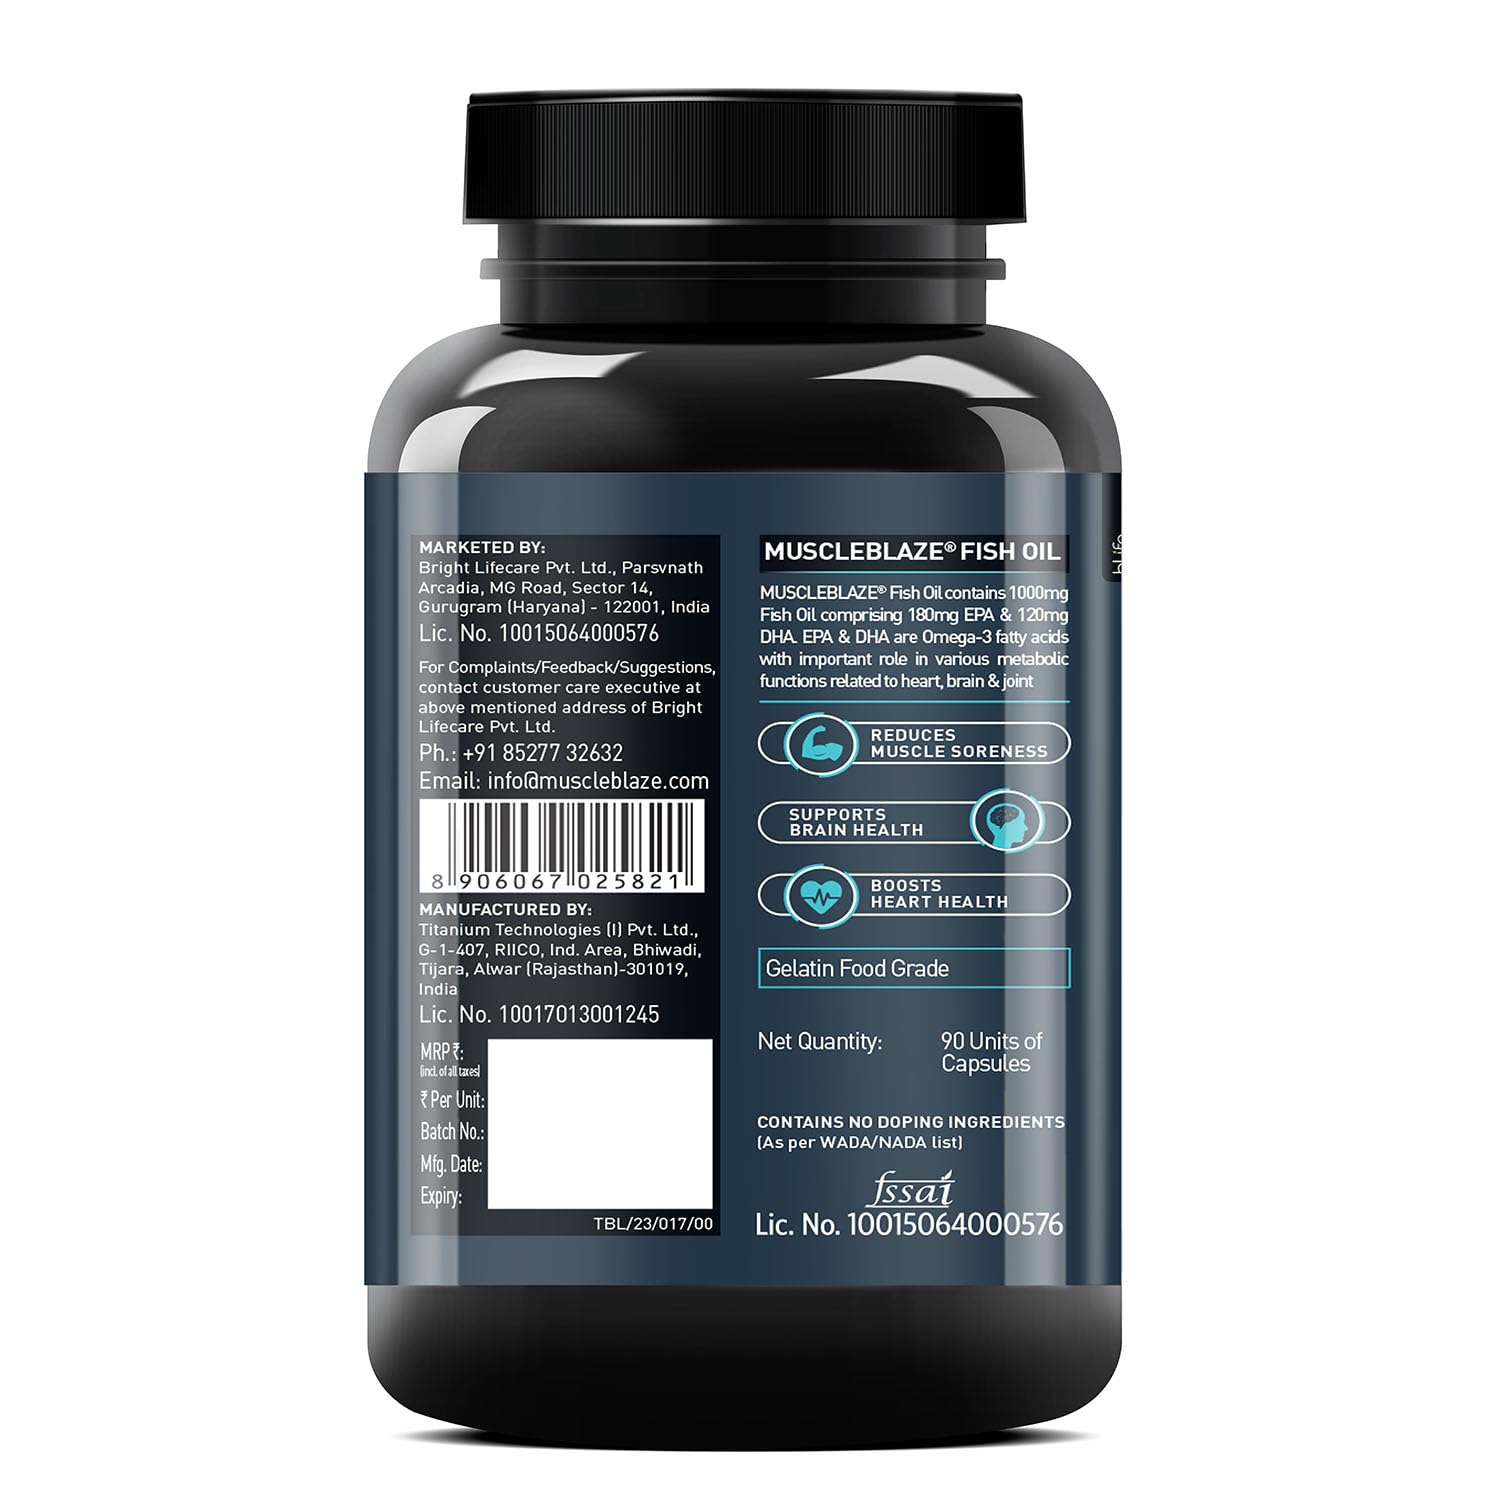 MARKETED BY:
Bright Lifecare Pvt. Ltd., Parsvnath
Arcadia, MG Road, Sector 14,
Gurugram (Haryana) - 122001, India
Lic. No. 10015064000576
For Complaints/Feedback/Suggestions,
contact customer care executive at
above mentioned address of Bright
Lifecare Pvt. Ltd.
Ph.: +91 85277 32632
Email: info@muscleblaze.com
8 906067 025821
MANUFACTURED BY:
Titanium Technologies (I) Pvt. Ltd.,
G-1-407, RIICO, Ind. Area, Bhiwadi,
Tijara, Alwar (Rajasthan)-301019,
India
Lic. No. 10017013001245
MRP ₹:
(incl. of all taxes)
₹ Per Unit:
Batch No.:
Mfg. Date:
Expiry:
TBL/23/017/00
MUSCLEBLAZE® FISH OIL
MUSCLEBLAZE® Fish Oil contains 1000mg
Fish Oil comprising 180mg EPA & 120mg
DHA. EPA & DHA are Omega-3 fatty acids
with important role in various metabolic
functions related to heart, brain & joint
REDUCES
MUSCLE SORENESS
SUPPORTS
BRAIN HEALTH
BOOSTS
HEART HEALTH
Gelatin Food Grade
Net Quantity: 90 Units of
Capsules
CONTAINS NO DOPING INGREDIENTS
(As per WADA/NADA list)
fssai
Lic. No. 10015064000576